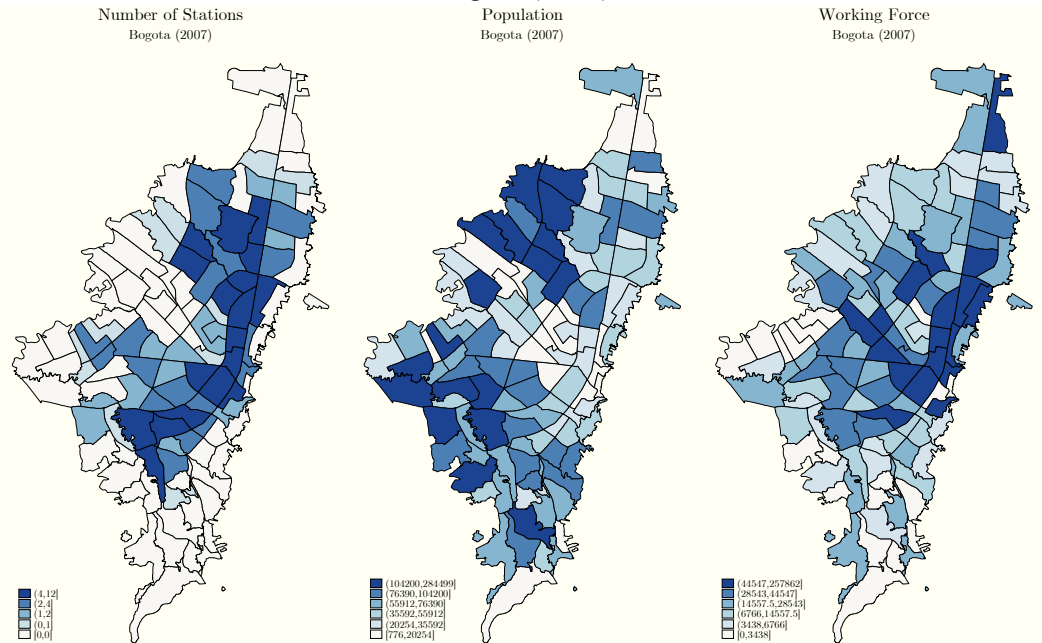 Number of Stations
Bogota (2007)
(4,12]
(2,4]
(1,2]
(0,1]
[0,0]
Population
Bogota (2007)
(104200,284499]
(76390,104200]
(55912,76390]
(35592,55912]
(20254,35592]
[776,20254]
Working Force
Bogota (2007)
(44547,257862]
(28543,44547]
(14557.5,28543]
(6766,14557.5]
(3438,6766]
[0,3438]